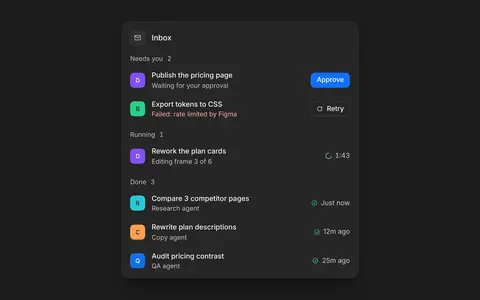 Inbox
Needs you 2
D Publish the pricing page Approve
Waiting for your approval
B Export tokens to CSS Retry
Failed: rate limited by Figma
Running 1
D Rework the plan cards 1:43
Editing frame 3 of 6
Done 3
R Compare 3 competitor pages Just now
Research agent
C Rewrite plan descriptions 12m ago
Copy agent
Q Audit pricing contrast 25m ago
QA agent